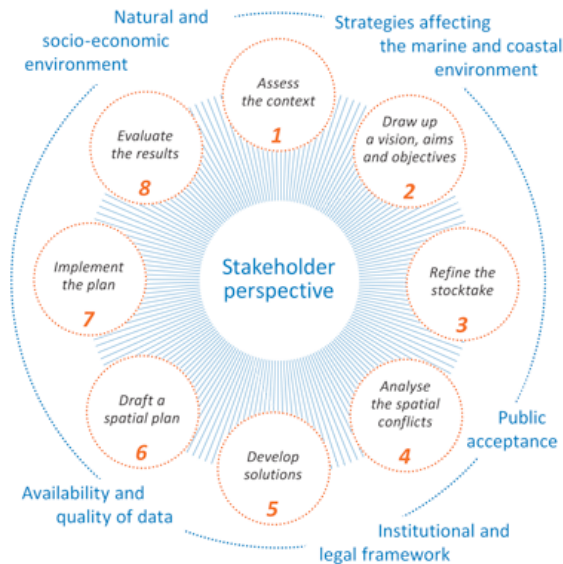 Natural and
socio-economic
environment
Strategies affecting
the marine and coastal
environment
Assess
the context
1
Draw up
a vision, aims
and objectives
2
Refine the
stocktake
3
Analyse
the spatial
conflicts
4
Develop
solutions
5
Draft a
spatial plan
6
Implement
the plan
7
Evaluate
the results
8
Stakeholder
perspective
Public
acceptance
Institutional and
legal framework
Availability and
quality of data